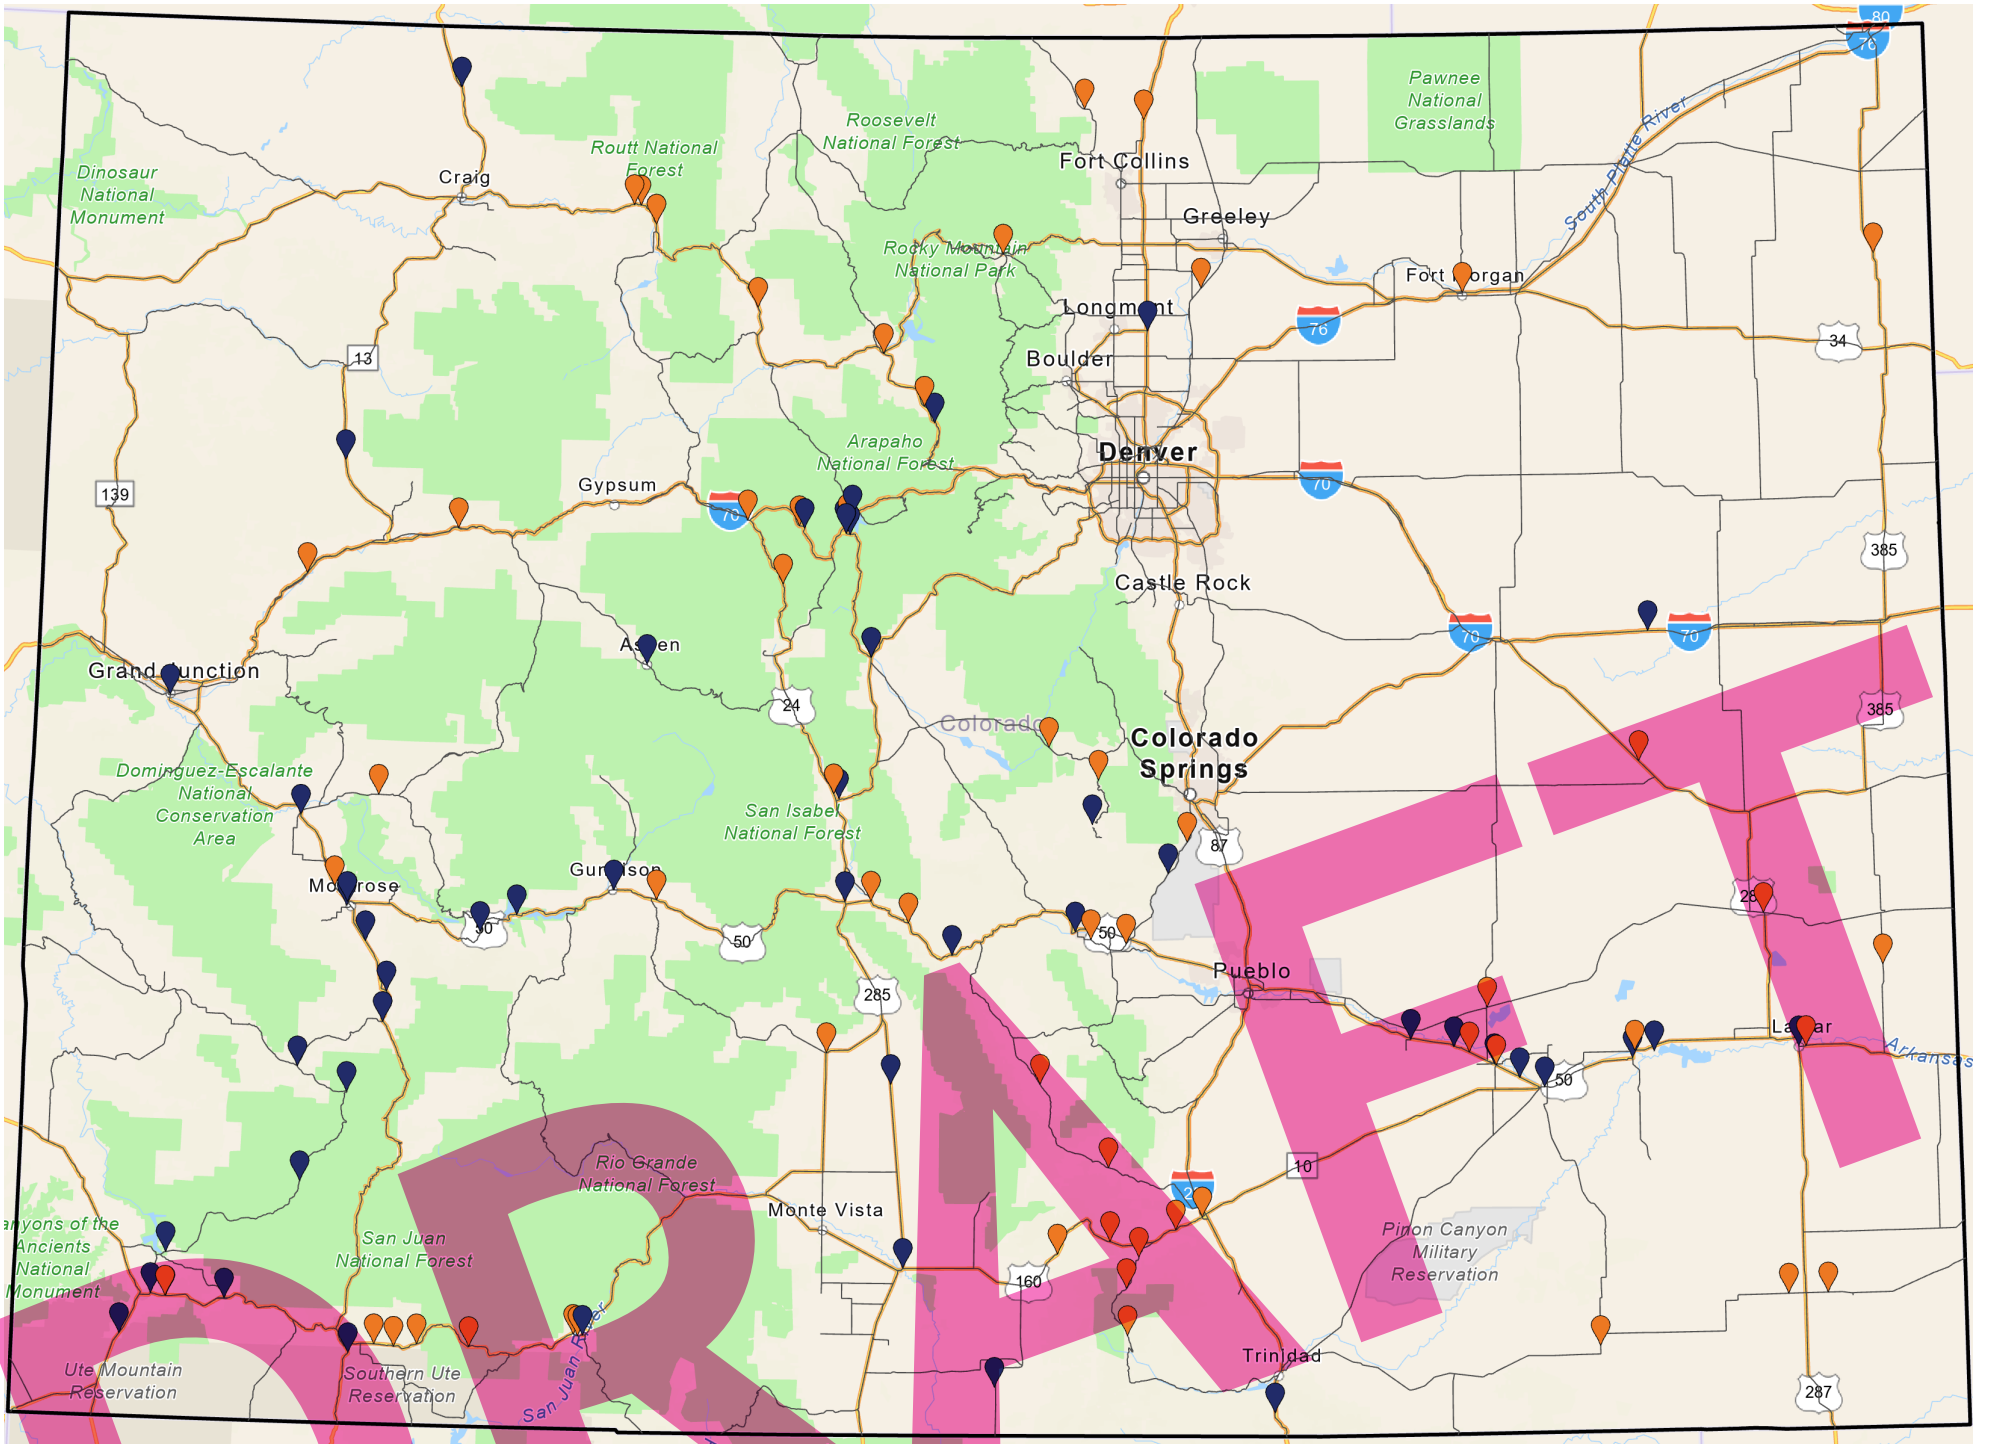 80
76
Pawnee
National
Grasslands
South Platte River
Roosevelt
National Forest
Routt National
Forest
Dinosaur
National
Monument
Craig
Fort Collins
Greeley
Rocky Mountain
National Park
Fort Morgan
Longmont
76
34
13
Boulder
Arapaho
National Forest
Denver
70
139
Gypsum
70
385
Castle Rock
70
70
Aspen
Grand Junction
24
385
Colorado
Colorado
Springs
Dominguez-Escalante
National
Conservation
Area
San Isabel
National Forest
87
Gunnison
Montrose
287
50
50
50
Pueblo
285
Lamar
Arkansas
50
Rio Grande
National Forest
10
Monte Vista
Canyons of the
Ancients
National
Monument
San Juan
National Forest
Pinon Canyon
Military
Reservation
160
Ute Mountain
Reservation
Southern Ute
Reservation
San Juan River
Trinidad
287
DRAFT